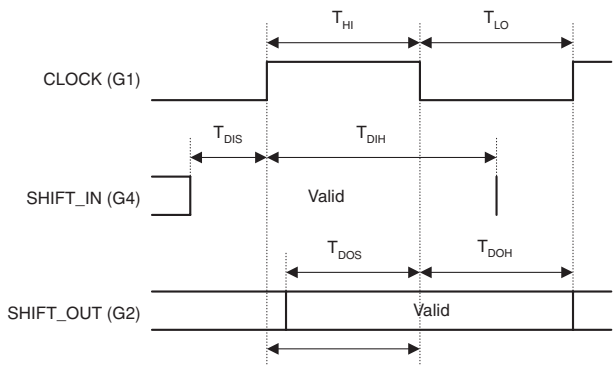 T_HI T_LO
CLOCK (G1)
T_DIS T_DIH
SHIFT_IN (G4) Valid
T_DOS T_DOH
SHIFT_OUT (G2) Valid